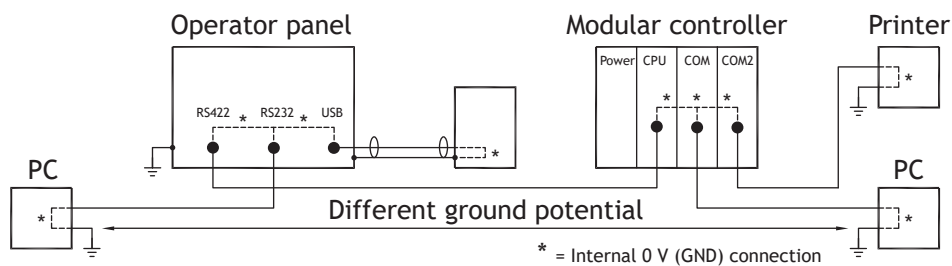 Operator panel
Modular controller
Printer
Power CPU COM COM2
*
* *
RS422 * RS232 * USB
*
PC
PC
*
*
Different ground potential
* = Internal 0 V (GND) connection